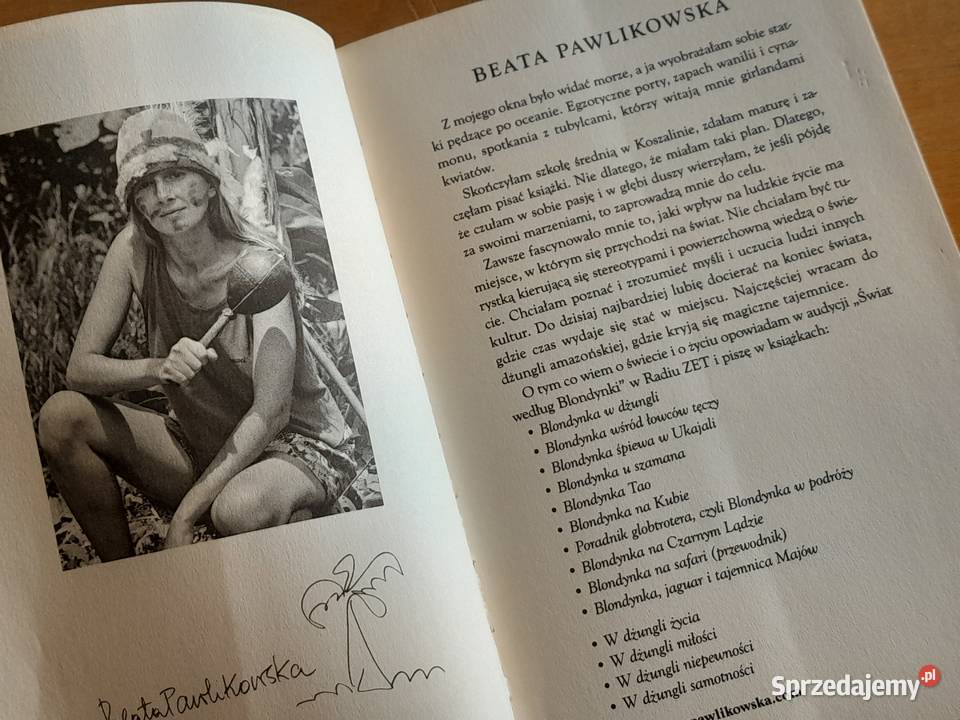 BEATA PAWLIKOWSKA
Z mojego okna było widać morze, a ja wyobrażałam sobie stat-
ki pędzące po oceanie. Egzotyczne porty, zapach wanilii i cyna-
monu, spotkania z tubylcami, którzy witają mnie girlandami
kwiatów.
Skończyłam szkołę średnią w Koszalinie, zdałam maturę i za-
częłam pisać książki. Nie dlatego, że miałam taki plan. Dlatego,
że czułam w sobie pasję i w głębi duszy wierzyłam, że jeśli pójdę
za swoimi marzeniami, to zaprowadzą mnie do celu.
Zawsze fascynowało mnie to, jaki wpływ na ludzkie życie ma
miejsce, w którym się przychodzi na świat. Nie chciałam być tu-
rystką kierującą się stereotypami i powierzchowną wiedzą o świe-
cie. Chciałam poznać i zrozumieć myśli i uczucia ludzi innych
kultur. Do dzisiaj najbardziej lubię docierać na koniec świata,
gdzie czas wydaje się stać w miejscu. Najczęściej wracam do
dżungli amazońskiej, gdzie kryją się magiczne tajemnice.
O tym co wiem o świecie i o życiu opowiadam w audycji „Świat
według Blondynki” w Radiu ZET i piszę w książkach:
• Blondynka w dżungli
• Blondynka wśród łowców tęczy
• Blondynka śpiewa w Ukajali
• Blondynka u szamana
• Blondynka Tao
• Blondynka na Kubie
• Poradnik globtrotera, czyli Blondynka w podróży
• Blondynka na Czarnym Lądzie
• Blondynka na safari (przewodnik)
• Blondynka, jaguar i tajemnica Majów
• W dżungli życia
• W dżungli miłości
• W dżungli niepewności
• W dżungli samotności
pawlikowska.com
Beata Pawlikowska
Sprzedajemy.pl